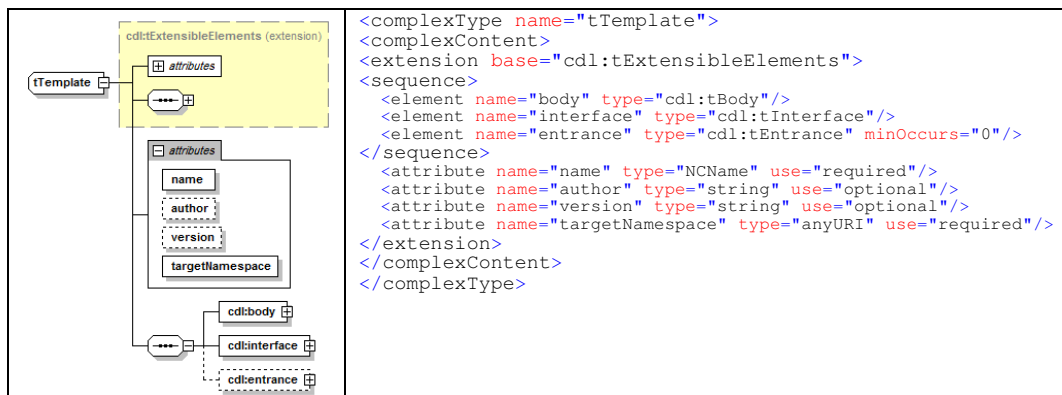 cdl:tExtensibleElements (extension)
attributes
tTemplate
attributes
name
author
version
targetNamespace
cdl:body
cdl:interface
cdl:entrance
<complexType name="tTemplate">
<complexContent>
<extension base="cdl:tExtensibleElements">
<sequence>
<element name="body" type="cdl:tBody"/>
<element name="interface" type="cdl:tInterface"/>
<element name="entrance" type="cdl:tEntrance" minOccurs="0"/>
</sequence>
<attribute name="name" type="NCName" use="required"/>
<attribute name="author" type="string" use="optional"/>
<attribute name="version" type="string" use="optional"/>
<attribute name="targetNamespace" type="anyURI" use="required"/>
</extension>
</complexContent>
</complexType>